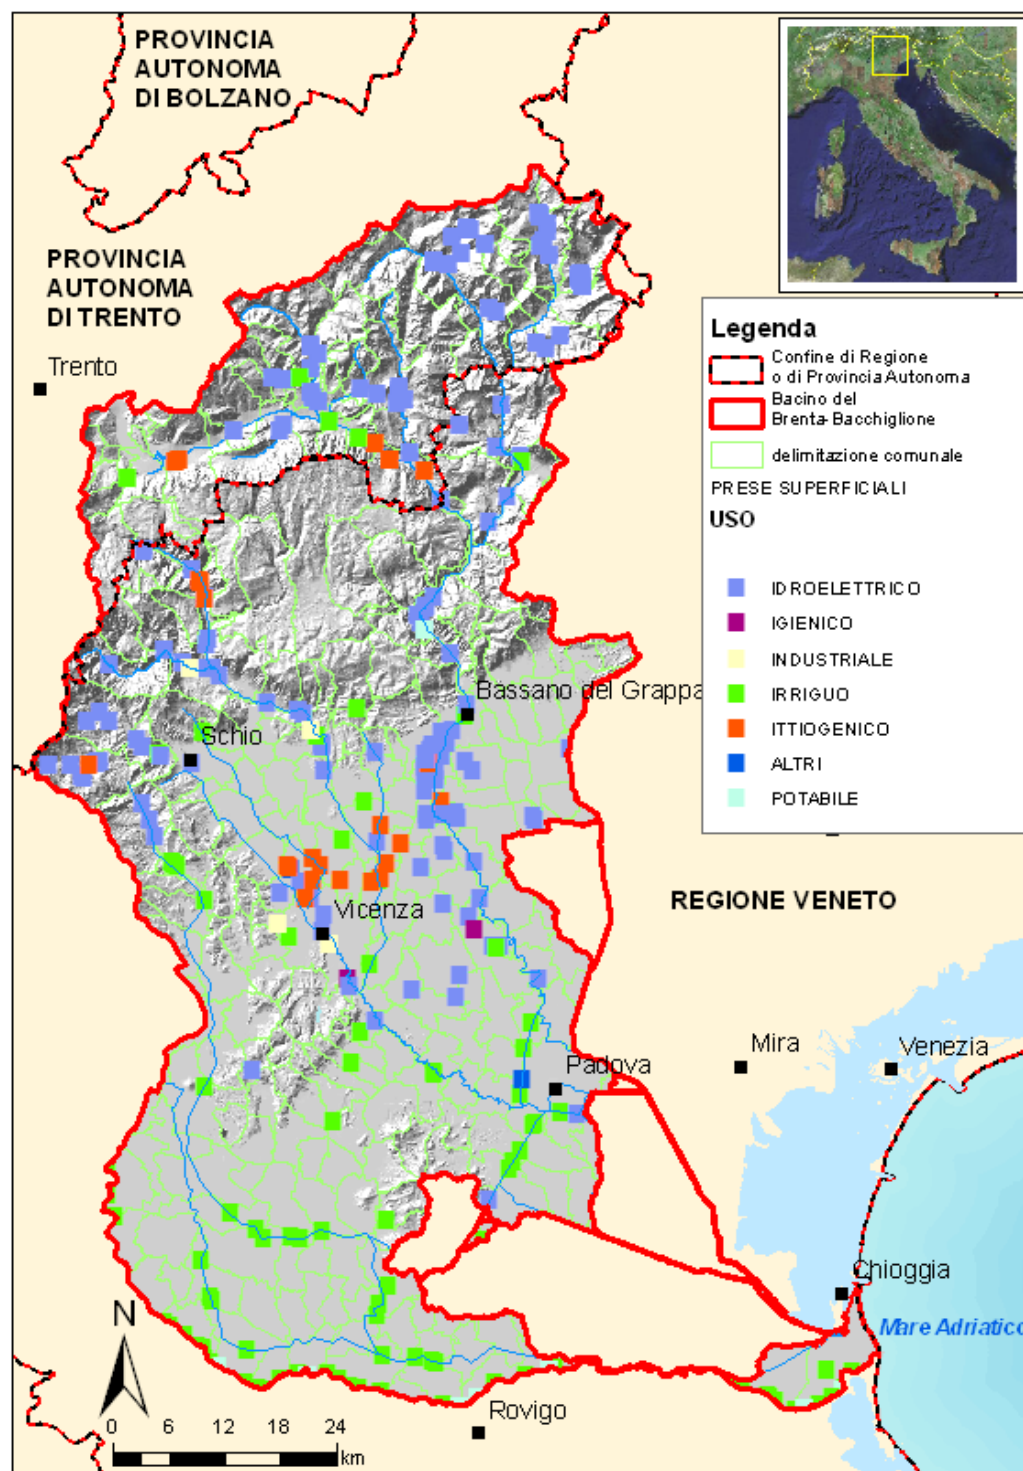 PROVINCIA
AUTONOMA
DI BOLZANO
PROVINCIA
AUTONOMA
DI TRENTO
Trento
Legenda
Confine di Regione
o di Provincia Autonoma
Bacino del
Brenta-Bacchiglione
delimitazione comunale
PRESE SUPERFICIALI
USO
IDROELETTRICO
IGIENICO
INDUSTRIALE
IRRIGUO
ITTIOGENICO
ALTRI
POTABILE
Bassano del Grappa
Schio
REGIONE VENETO
Vicenza
Mira
Venezia
Padova
Chioggia
Mare Adriatico
N
Rovigo
0 6 12 18 24
km